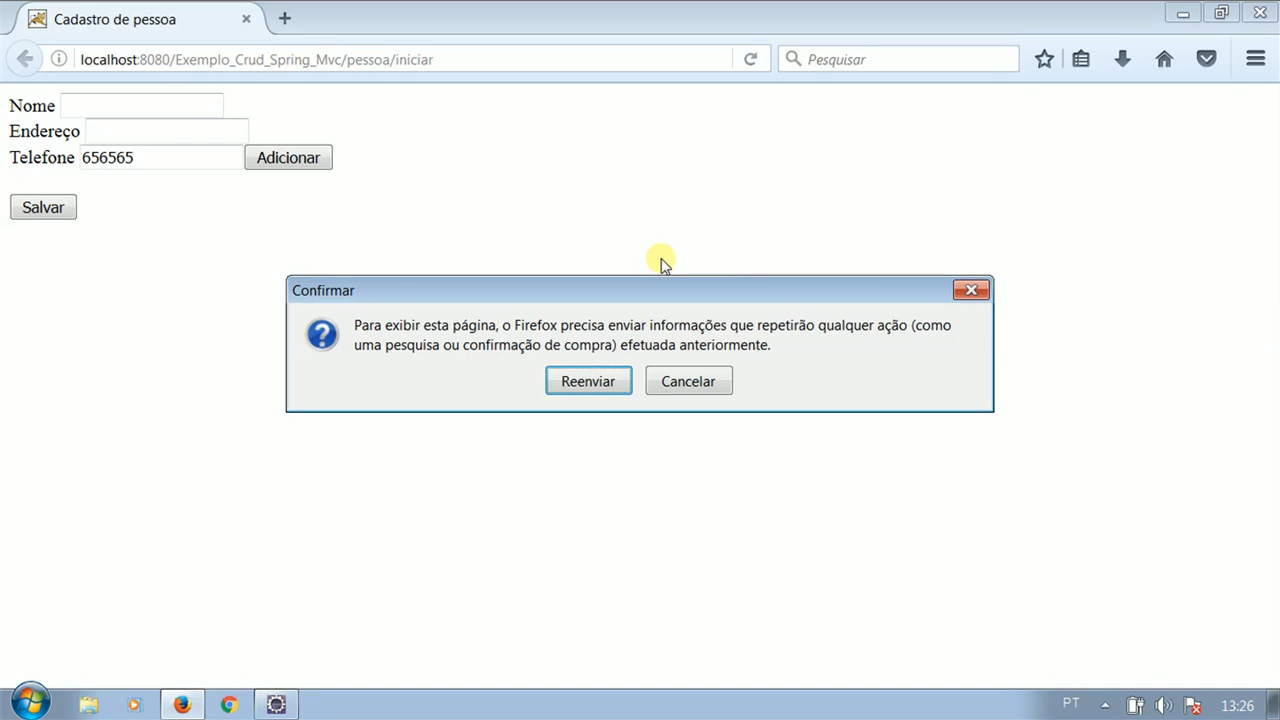 Cadastro de pessoa
localhost:8080/Exemplo_Crud_Spring_Mvc/pessoa/iniciar
Pesquisar
Nome
Endereço
Telefone 656565 Adicionar
Salvar
Confirmar
Para exibir esta página, o Firefox precisa enviar informações que repetirão qualquer ação (como
uma pesquisa ou confirmação de compra) efetuada anteriormente.
Reenviar Cancelar
PT 13:26